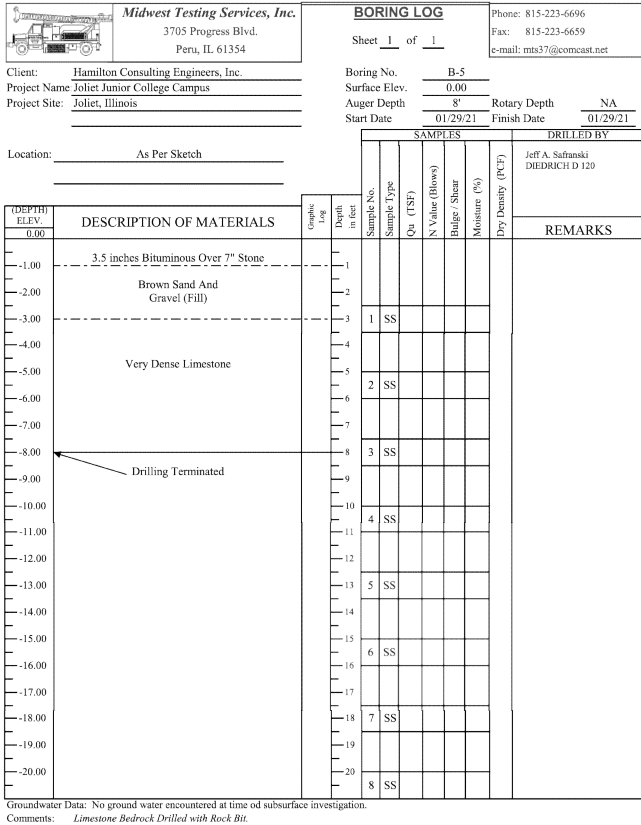 Midwest Testing Services, Inc.
3705 Progress Blvd.
Peru, IL 61354
BORING LOG
Sheet 1 of 1
Phone: 815-223-6696
Fax: 815-223-6659
e-mail: mts37@comcast.net
Client: Hamilton Consulting Engineers, Inc.
Project Name Joliet Junior College Campus
Project Site: Joliet, Illinois
Boring No. B-5
Surface Elev. 0.00
Auger Depth 8' Rotary Depth NA
Start Date 01/29/21 Finish Date 01/29/21
SAMPLES DRILLED BY
Location: As Per Sketch
Jeff A. Safranski
DIEDRICH D 120
(DEPTH)
ELEV.
0.00
DESCRIPTION OF MATERIALS
Graphic
Log
Depth
in feet
Sample No.
Sample Type
Qu (TSF)
N Value (Blows)
Bulge / Shear
Moisture (%)
Dry Density (PCF)
REMARKS
3.5 inches Bituminous Over 7" Stone
-1.00 1
Brown Sand And
-2.00 2
Gravel (Fill)
-3.00 3 1 SS
-4.00 4
Very Dense Limestone
-5.00 5
2 SS
-6.00 6
-7.00 7
-8.00 8 3 SS
Drilling Terminated
-9.00 9
-10.00 10
4 SS
-11.00 11
-12.00 12
-13.00 13 5 SS
-14.00 14
-15.00 15
6 SS
-16.00 16
-17.00 17
-18.00 18 7 SS
-19.00 19
-20.00 20
8 SS
Groundwater Data: No ground water encountered at time od subsurface investigation.
Comments: Limestone Bedrock Drilled with Rock Bit.